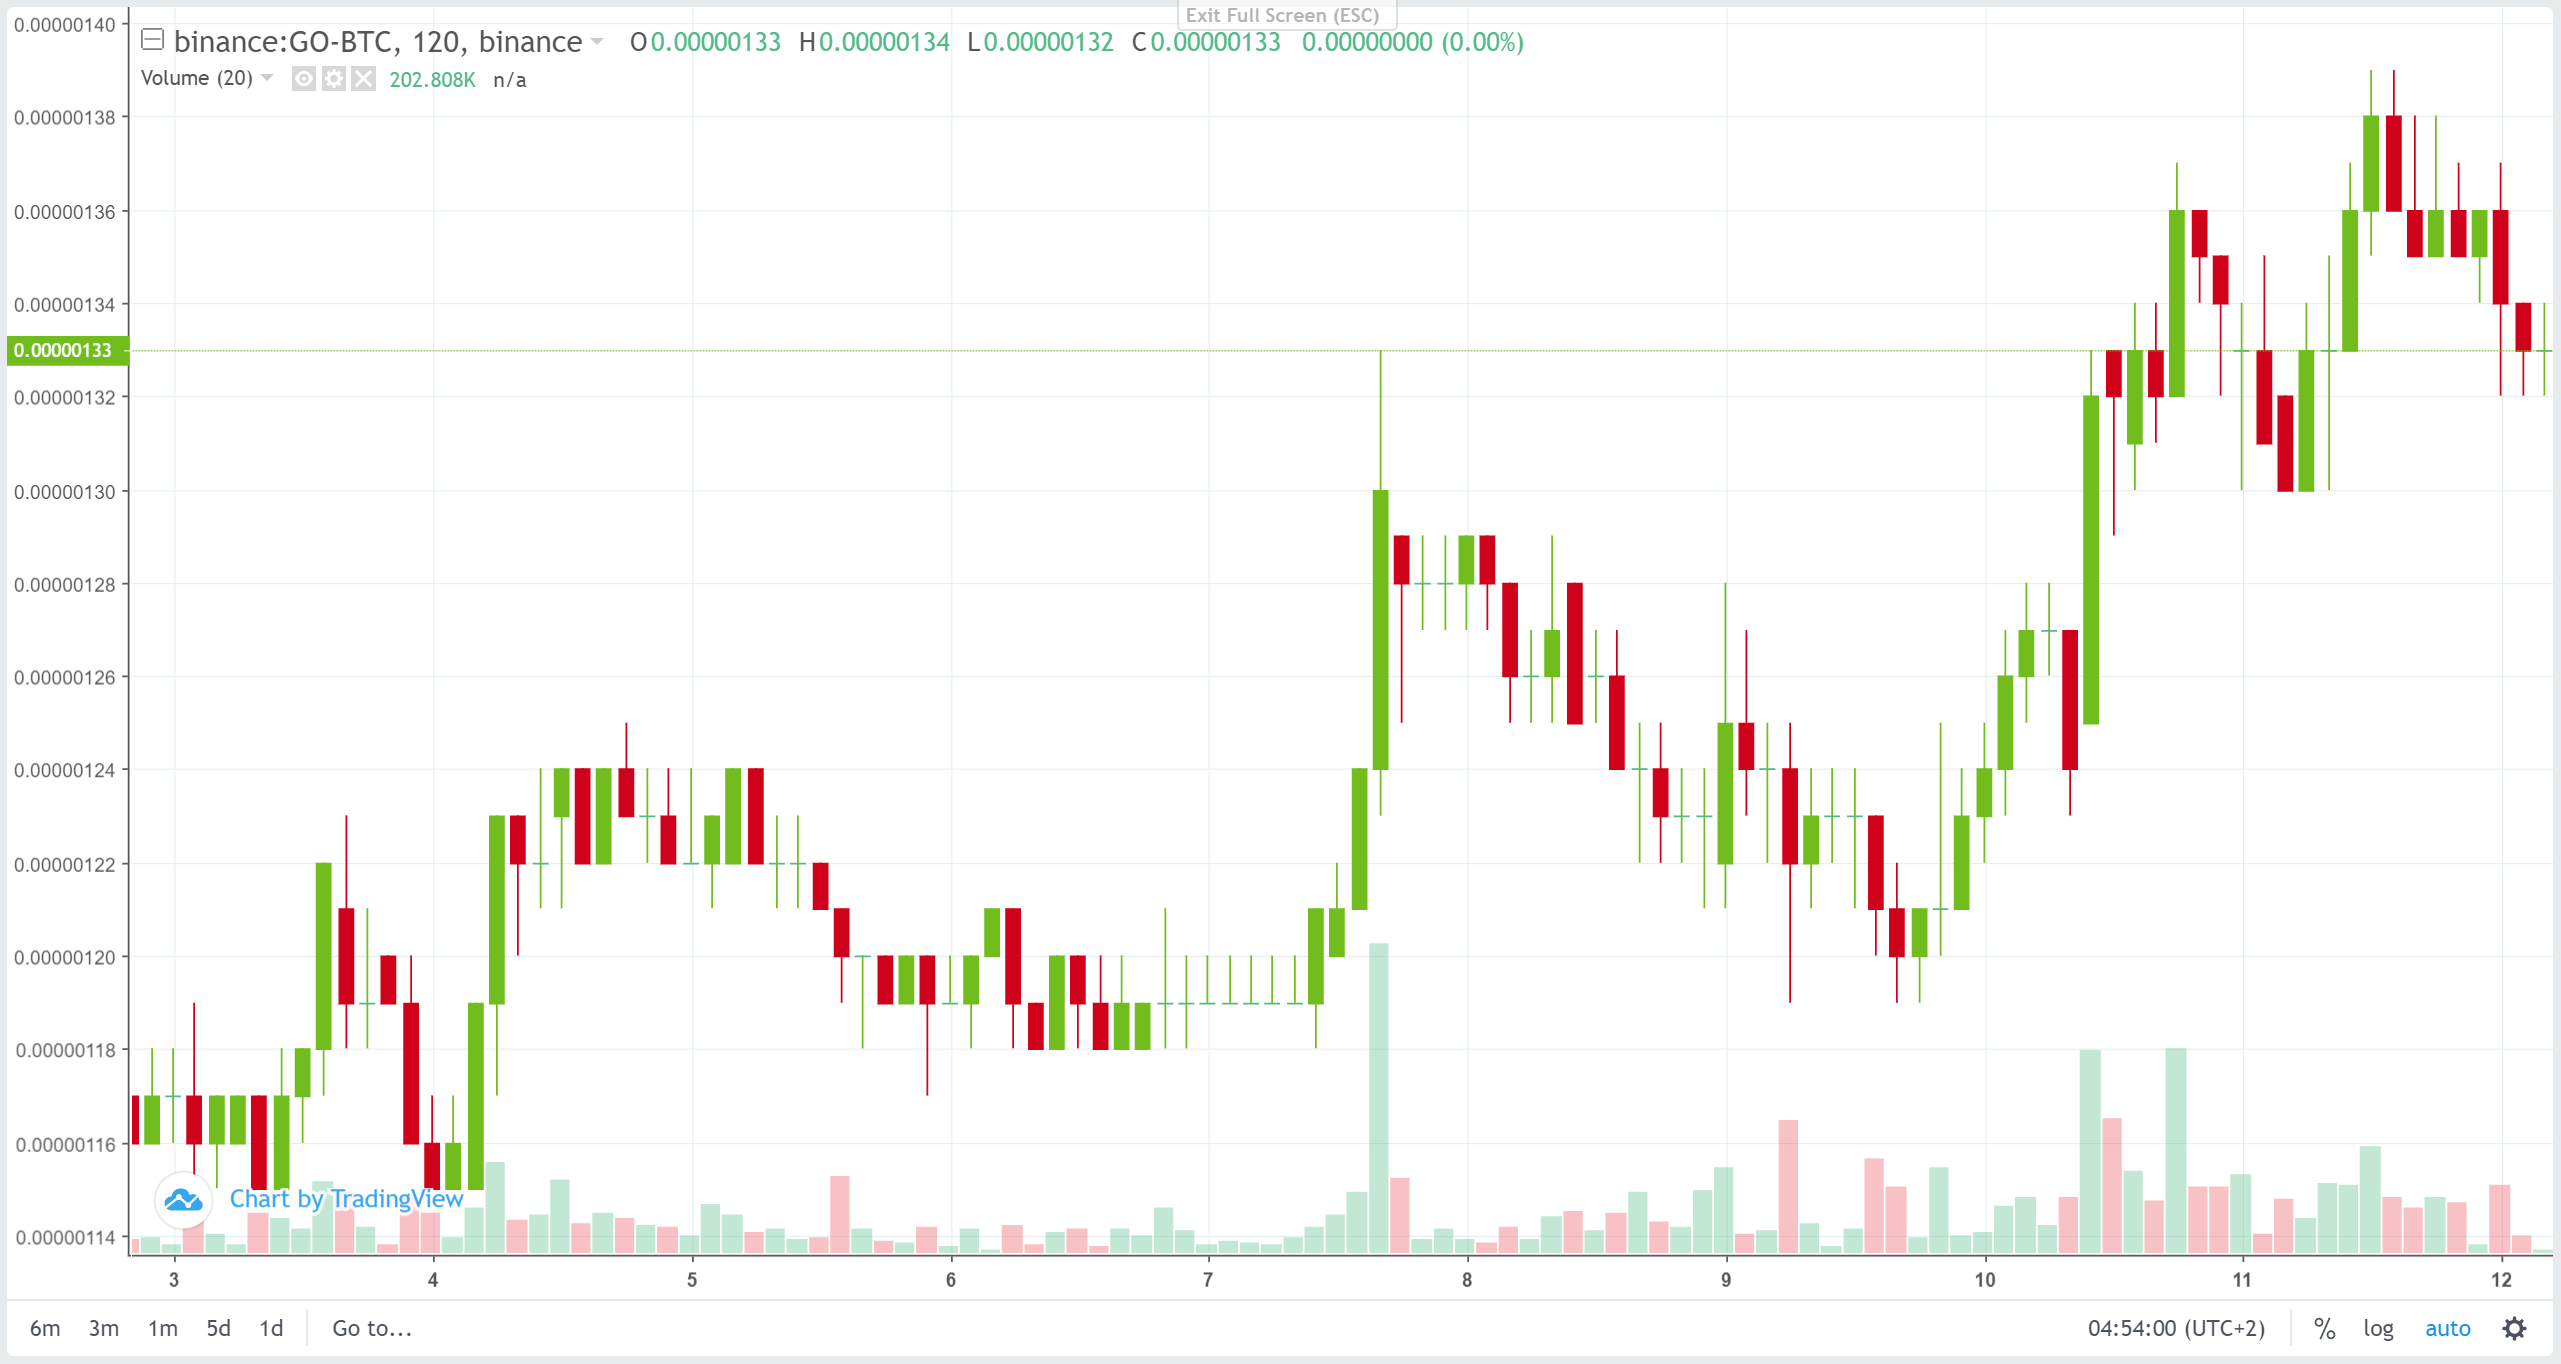 Exit Full Screen (ESC)
binance:GO-BTC, 120, binance O0.00000133 H0.00000134 L0.00000132 C0.00000133 0.00000000 (0.00%)
Volume (20) 202.808K n/a
0.00000140
0.00000138
0.00000136
0.00000134
0.00000133
0.00000132
0.00000130
0.00000128
0.00000126
0.00000124
0.00000122
0.00000120
0.00000118
0.00000116
0.00000114
Chart by TradingView
3 4 5 6 7 8 9 10 11 12
6m 3m 1m 5d 1d Go to... 04:54:00 (UTC+2) % log auto